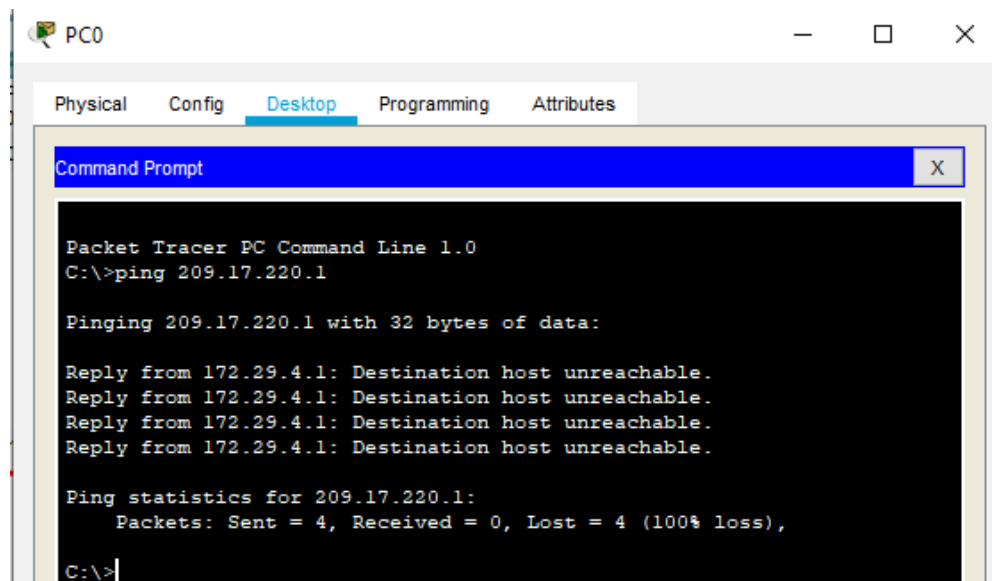 PC0
Physical Config Desktop Programming Attributes
Command Prompt X
Packet Tracer PC Command Line 1.0
C:\>ping 209.17.220.1
Pinging 209.17.220.1 with 32 bytes of data:
Reply from 172.29.4.1: Destination host unreachable.
Reply from 172.29.4.1: Destination host unreachable.
Reply from 172.29.4.1: Destination host unreachable.
Reply from 172.29.4.1: Destination host unreachable.
Ping statistics for 209.17.220.1:
Packets: Sent = 4, Received = 0, Lost = 4 (100% loss),
C:\>